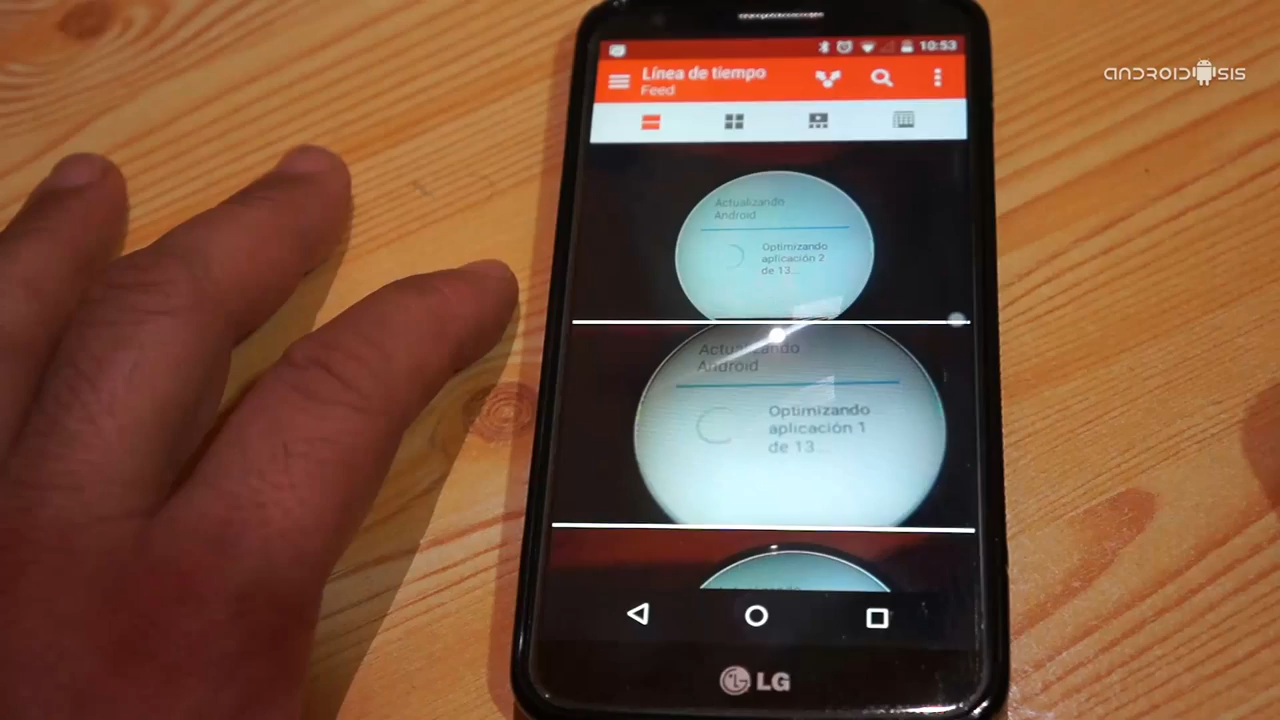 10:53
Línea de tiempo
Feed
ANDROIDSIS
Actualizando
Android
Optimizando
aplicación 2
de 13...
Actualizando
Android
Optimizando
aplicación 1
de 13...
LG